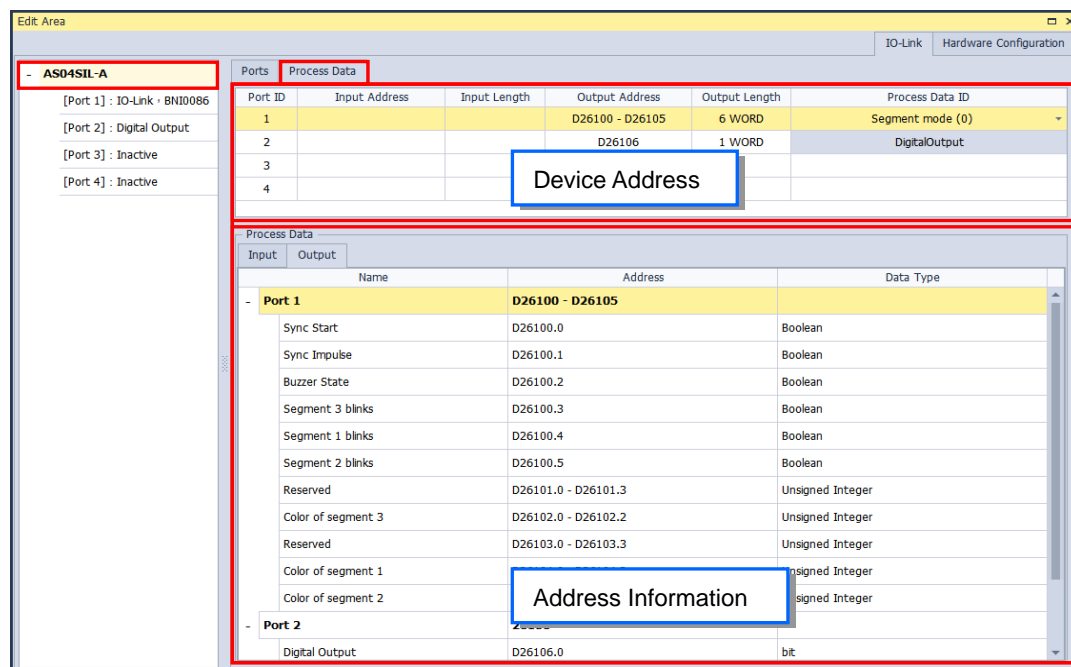 Edit Area
IO-Link Hardware Configuration
- AS04SIL-A
[Port 1] : IO-Link , BNI0086
[Port 2] : Digital Output
[Port 3] : Inactive
[Port 4] : Inactive
Ports Process Data
Port ID Input Address Input Length Output Address Output Length Process Data ID
1 D26100 - D26105 6 WORD Segment mode (0)
2 D26106 1 WORD DigitalOutput
3
4
Device Address
Process Data
Input Output
Name Address Data Type
- Port 1 D26100 - D26105
Sync Start D26100.0 Boolean
Sync Impulse D26100.1 Boolean
Buzzer State D26100.2 Boolean
Segment 3 blinks D26100.3 Boolean
Segment 1 blinks D26100.4 Boolean
Segment 2 blinks D26100.5 Boolean
Reserved D26101.0 - D26101.3 Unsigned Integer
Color of segment 3 D26102.0 - D26102.2 Unsigned Integer
Reserved D26103.0 - D26103.3 Unsigned Integer
Color of segment 1 Unsigned Integer
Color of segment 2 Unsigned Integer
Address Information
- Port 2
Digital Output D26106.0 bit